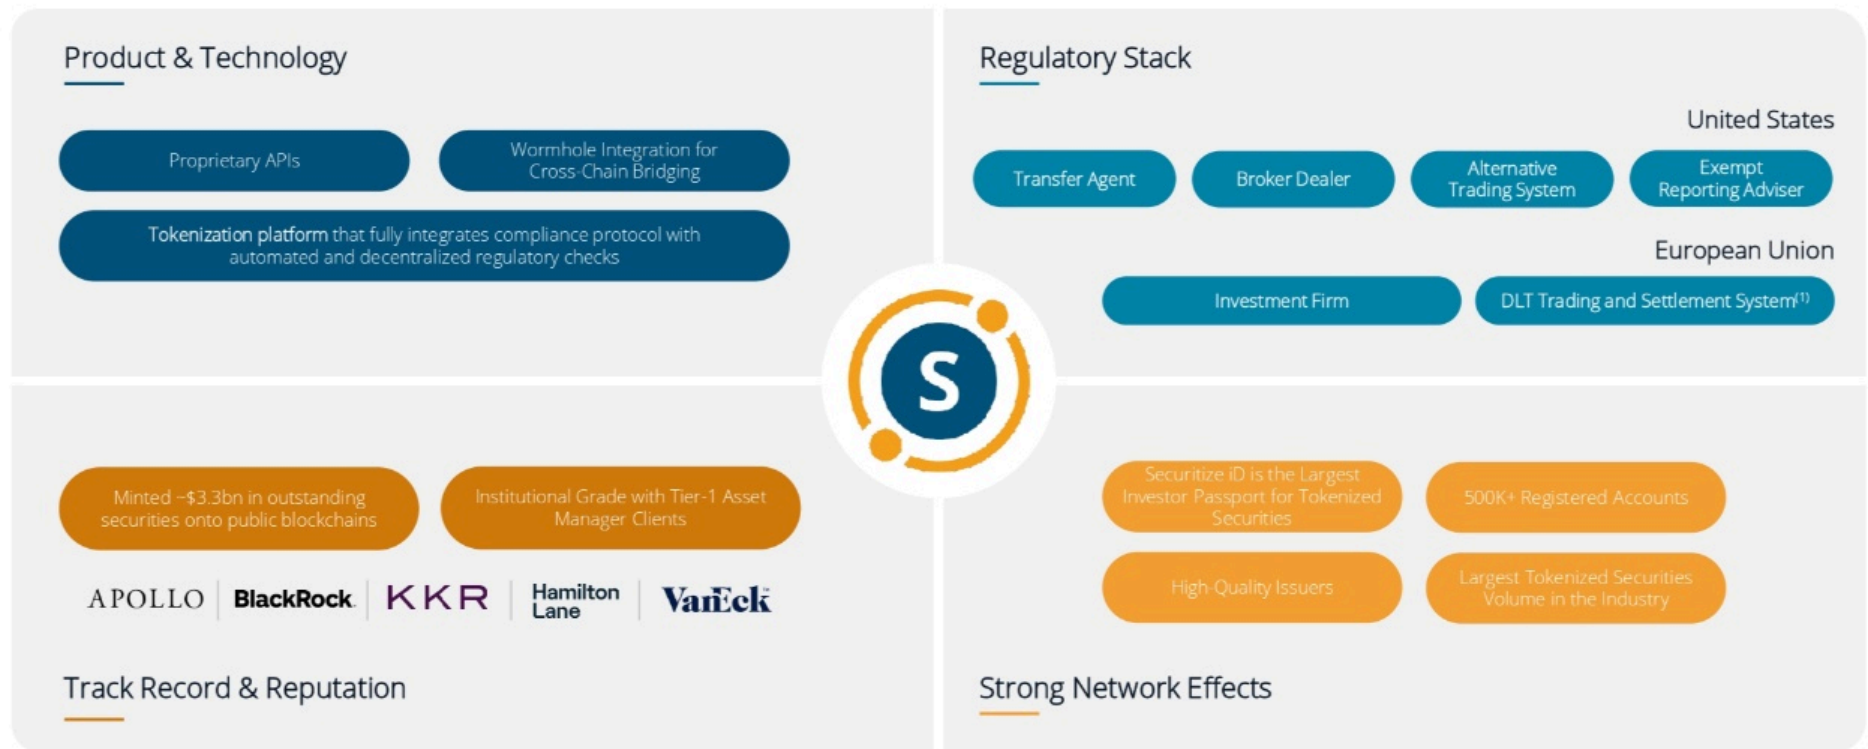 Product & Technology
Proprietary APIs
Wormhole Integration for
Cross-Chain Bridging
Tokenization platform that fully integrates compliance protocol with
automated and decentralized regulatory checks
Regulatory Stack
United States
Transfer Agent
Broker Dealer
Alternative
Trading System
Exempt
Reporting Adviser
European Union
Investment Firm
DLT Trading and Settlement System(1)
S
Minted ~$3.3bn in outstanding
securities onto public blockchains
Institutional Grade with Tier-1 Asset
Manager Clients
APOLLO
BlackRock.
KKR
Hamilton
Lane
VanEck™
Track Record & Reputation
Securitize iD is the Largest
Investor Passport for Tokenized
Securities
500K+ Registered Accounts
High-Quality Issuers
Largest Tokenized Securities
Volume in the Industry
Strong Network Effects